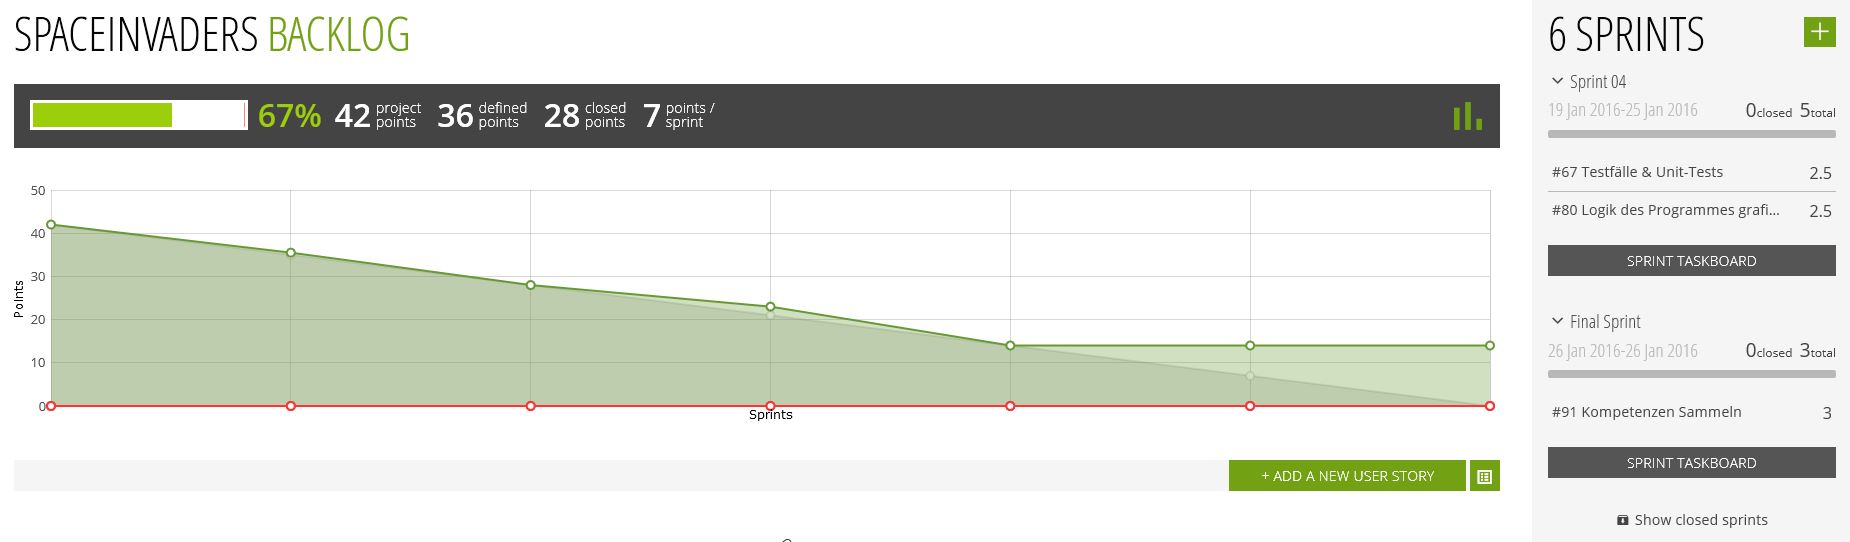 SPACEINVADERS BACKLOG
67% 42 project points 36 defined points 28 closed points 7 points / sprint
50
40
30
20
10
0
Points
Sprints
+ ADD A NEW USER STORY
6 SPRINTS
Sprint 04
19 Jan 2016-25 Jan 2016 0closed 5total
#67 Testfälle & Unit-Tests 2.5
#80 Logik des Programmes grafi... 2.5
SPRINT TASKBOARD
Final Sprint
26 Jan 2016-26 Jan 2016 0closed 3total
#91 Kompetenzen Sammeln 3
SPRINT TASKBOARD
Show closed sprints